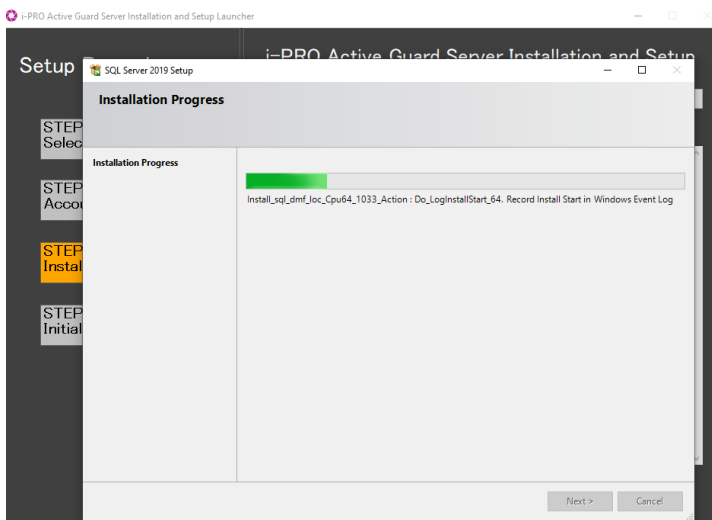 i-PRO Active Guard Server Installation and Setup Launcher
Setup
i-PRO Active Guard Server Installation and Setup
SQL Server 2019 Setup
Installation Progress
STEP
Selec
STEP
Accou
STEP
Instal
STEP
Initial
Installation Progress
Install_sql_dmf_loc_Cpu64_1033_Action : Do_LogInstallStart_64. Record Install Start in Windows Event Log
Next >
Cancel